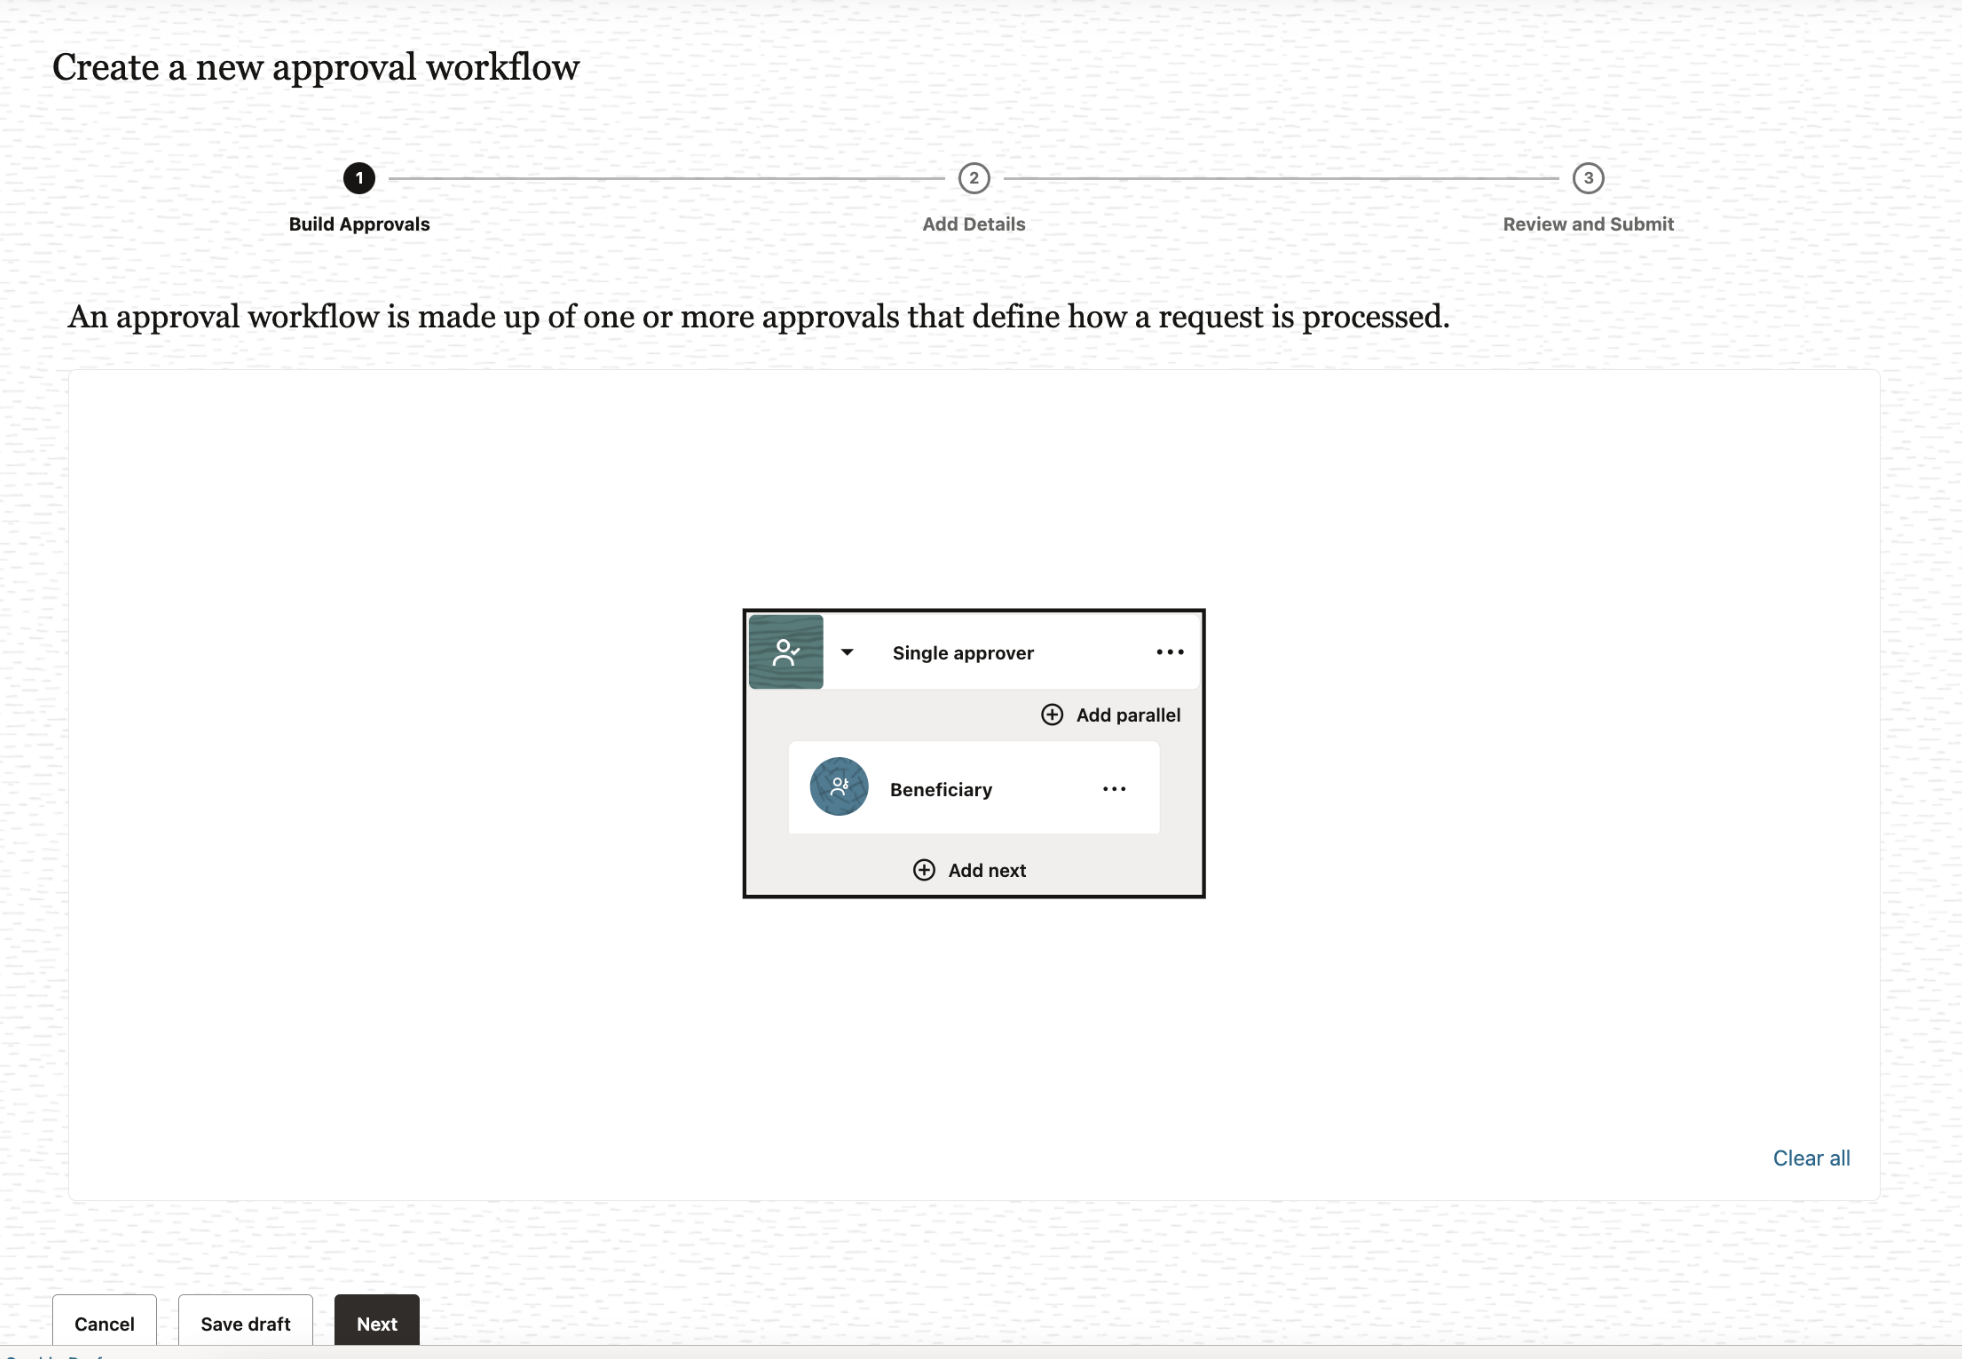 Create a new approval workflow
1
2
3
Build Approvals
Add Details
Review and Submit
An approval workflow is made up of one or more approvals that define how a request is processed.
Single approver
Add parallel
Beneficiary
Add next
Clear all
Cancel
Save draft
Next